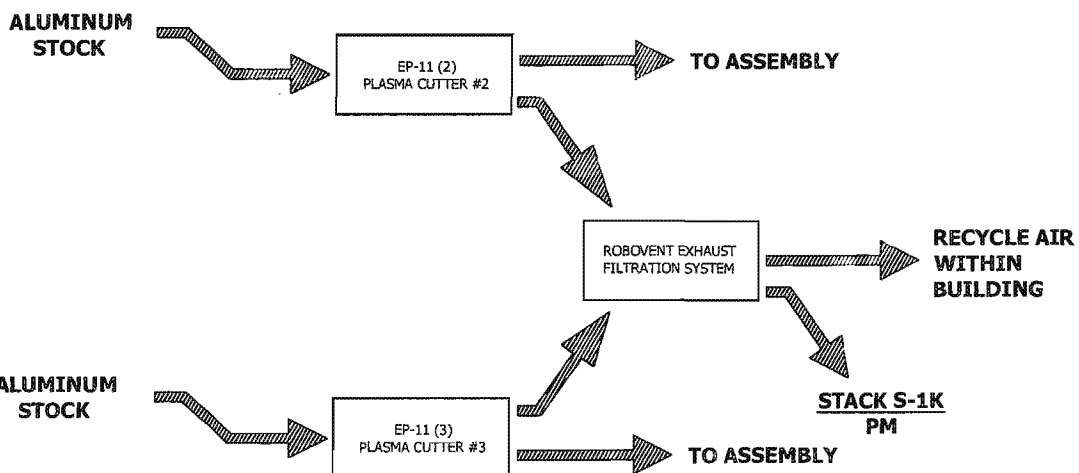 ALUMINUM
STOCK
EP-11 (2)
PLASMA CUTTER #2
TO ASSEMBLY
ROBOVENT EXHAUST
FILTRATION SYSTEM
RECYCLE AIR
WITHIN
BUILDING
STACK S-1K
PM
ALUMINUM
STOCK
EP-11 (3)
PLASMA CUTTER #3
TO ASSEMBLY